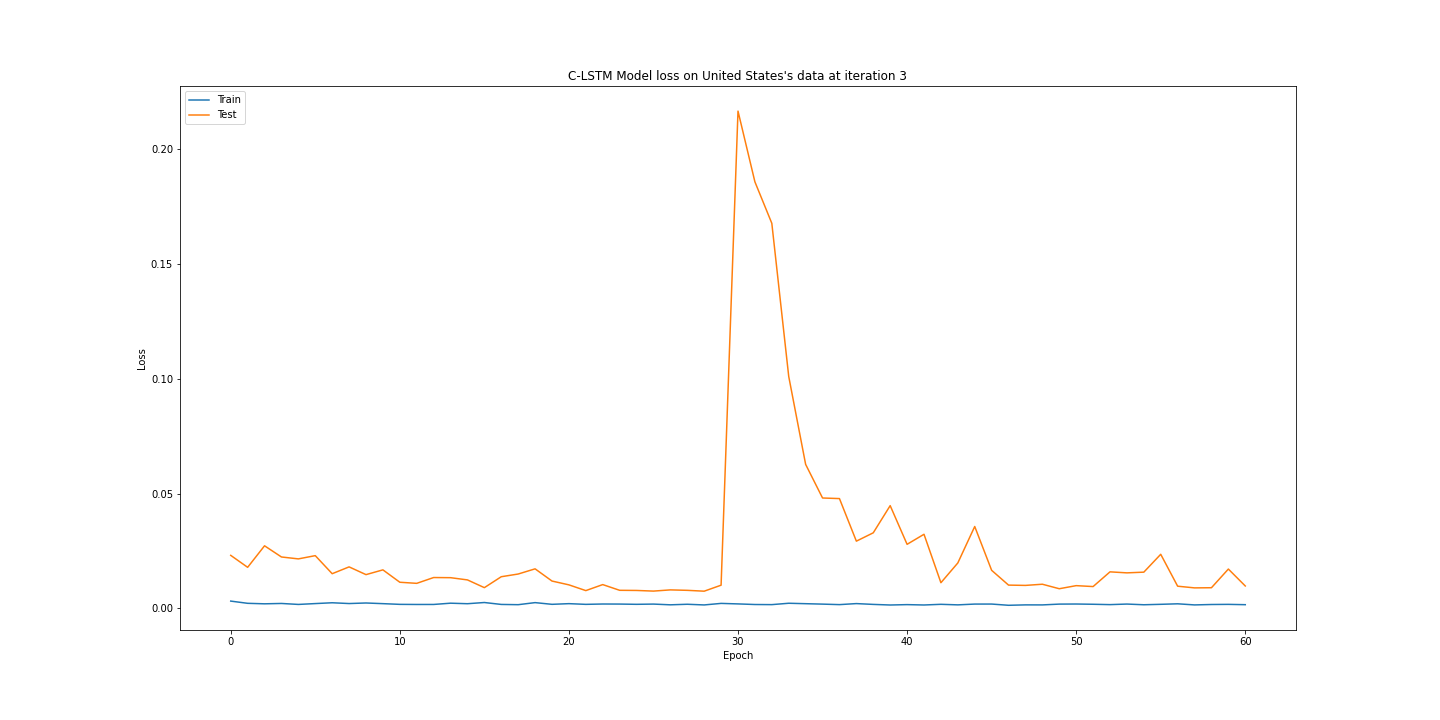 C-LSTM Model loss on United States's data at iteration 3
Train
Test
0.20
0.15
0.10
0.05
0.00
Loss
0 10 20 30 40 50 60
Epoch